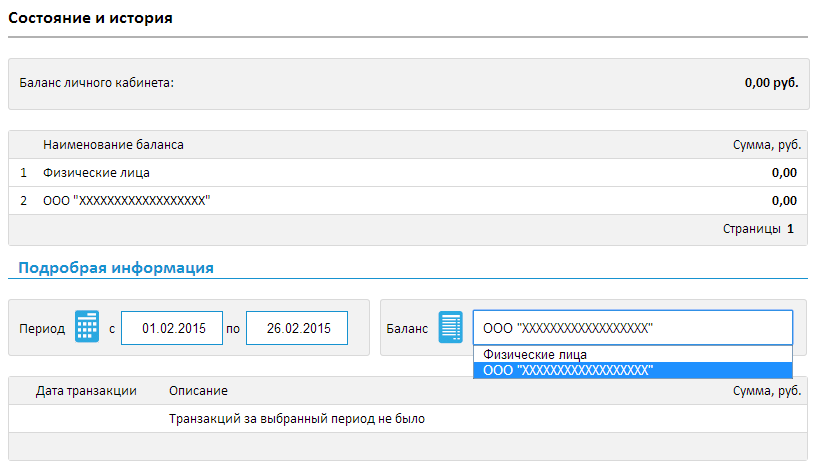 Состояние и история
Баланс личного кабинета: 0,00 руб.
Наименование баланса Сумма, руб.
1 Физические лица 0,00
2 ООО "XXXXXXXXXXXXXXXXXX" 0,00
Страницы 1
Подробрая информация
Период с 01.02.2015 по 26.02.2015 Баланс ООО "XXXXXXXXXXXXXXXXXX"
Физические лица
ООО "XXXXXXXXXXXXXXXXXX"
Дата транзакции Описание Сумма, руб.
Транзакций за выбранный период не было